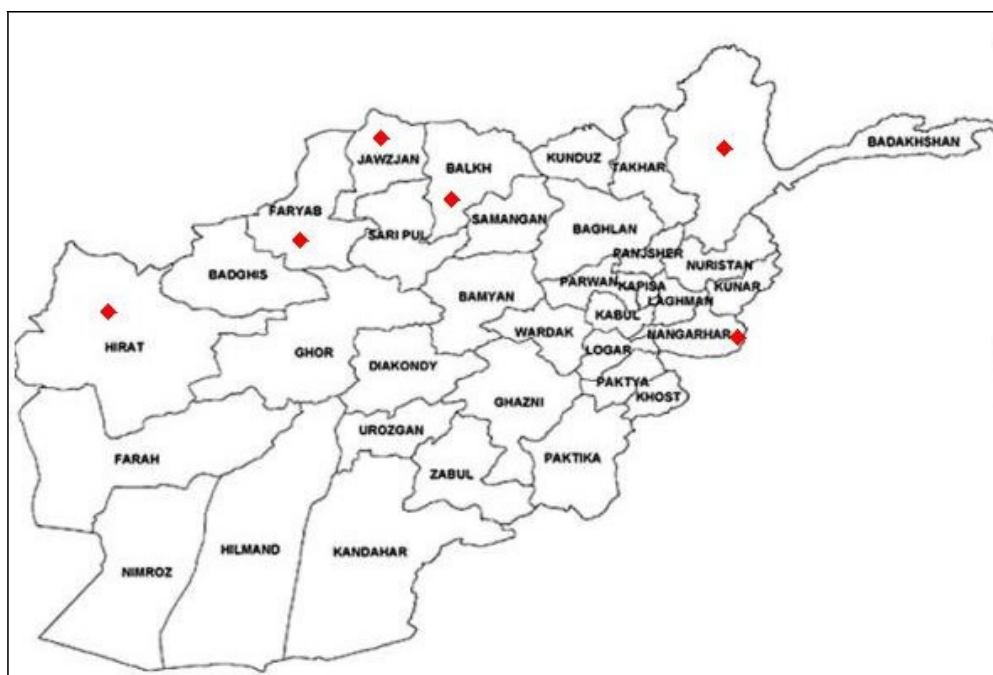 BADAKHSHAN
JAWZJAN
BALKH
KUNDUZ
TAKHAR
FARYAB
SARI PUL
SAMANGAN
BAGHLAN
PANJSHER
NURISTAN
BADGHIS
PARWAN
KAPISA
KUNAR
BAMYAN
LAGHMAN
KABUL
HIRAT
GHOR
WARDAK
NANGARHAR
LOGAR
DIAKONDY
PAKTYA
GHAZNI
KHOST
UROZGAN
FARAH
ZABUL
PAKTIKA
HILMAND
KANDAHAR
NIMROZ